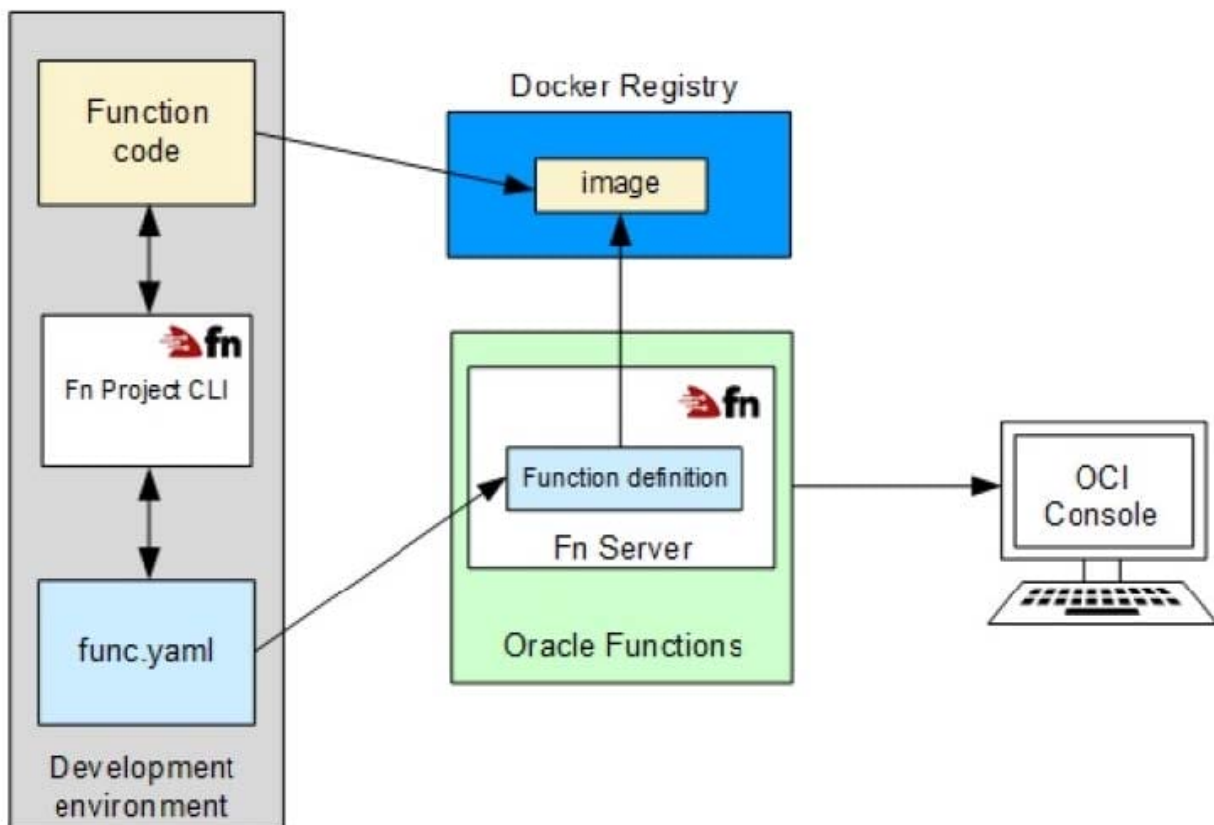 Function
code
fn
Fn Project CLI
func.yaml
Development
environment
Docker Registry
image
fn
Function definition
Fn Server
Oracle Functions
OCI
Console